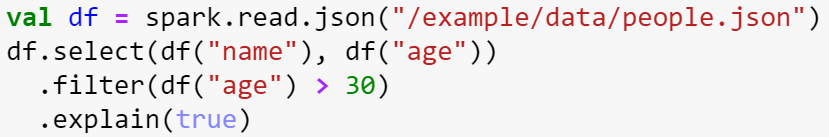 val df = spark.read.json("/example/data/people.json")
df.select(df("name"), df("age"))
  .filter(df("age") > 30)
  .explain(true)